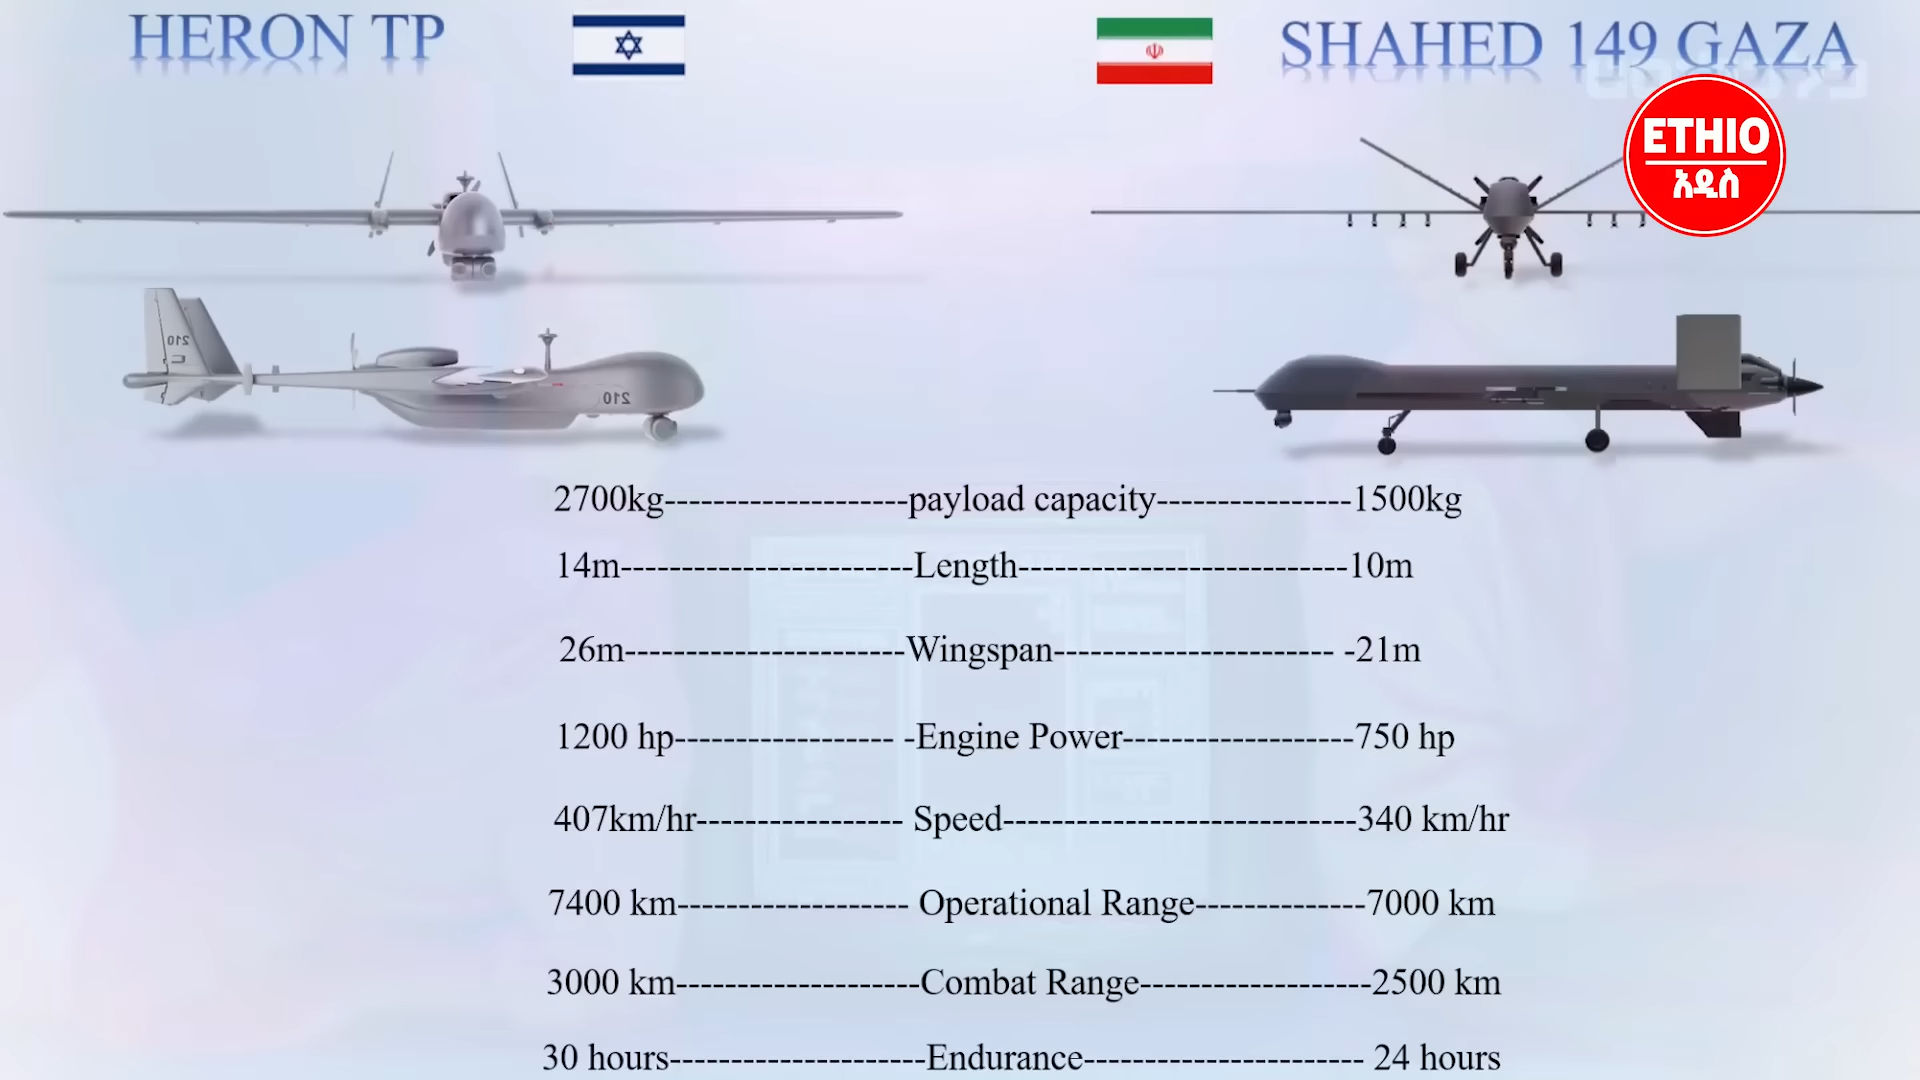 HERON TP
SHAHED 149 GAZA
ETHIO
አዲስ
210
210
2700kg--------------------payload capacity----------------1500kg
14m------------------------Length---------------------------10m
26m-----------------------Wingspan----------------------- -21m
1200 hp------------------ -Engine Power-------------------750 hp
407km/hr----------------- Speed-----------------------------340 km/hr
7400 km------------------- Operational Range--------------7000 km
3000 km--------------------Combat Range-------------------2500 km
30 hours---------------------Endurance----------------------- 24 hours